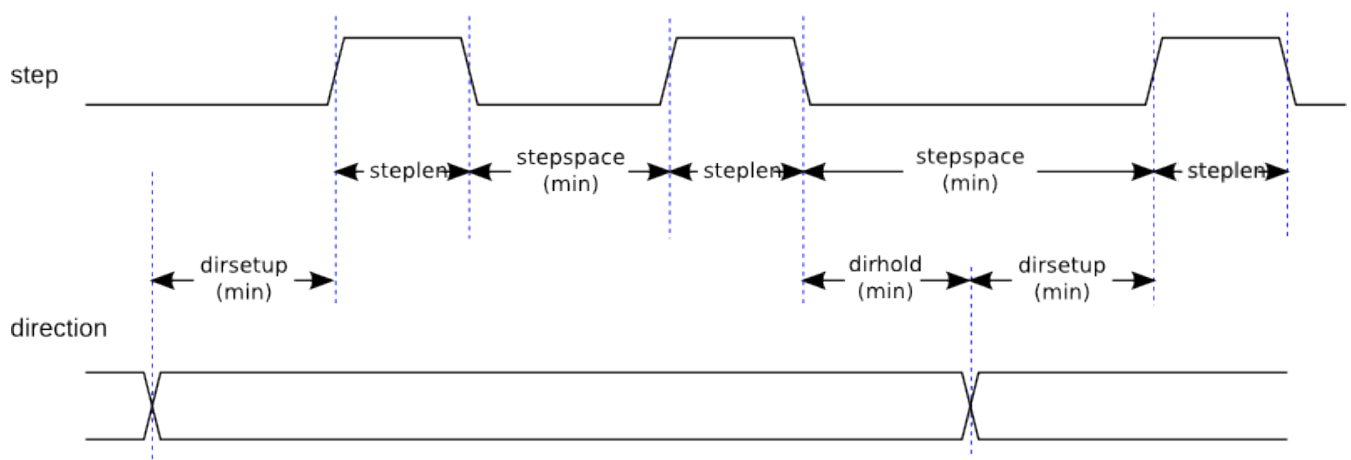 step
steplen
stepspace
(min)
steplen
stepspace
(min)
steplen
dirsetup
(min)
dirhold
(min)
dirsetup
(min)
direction